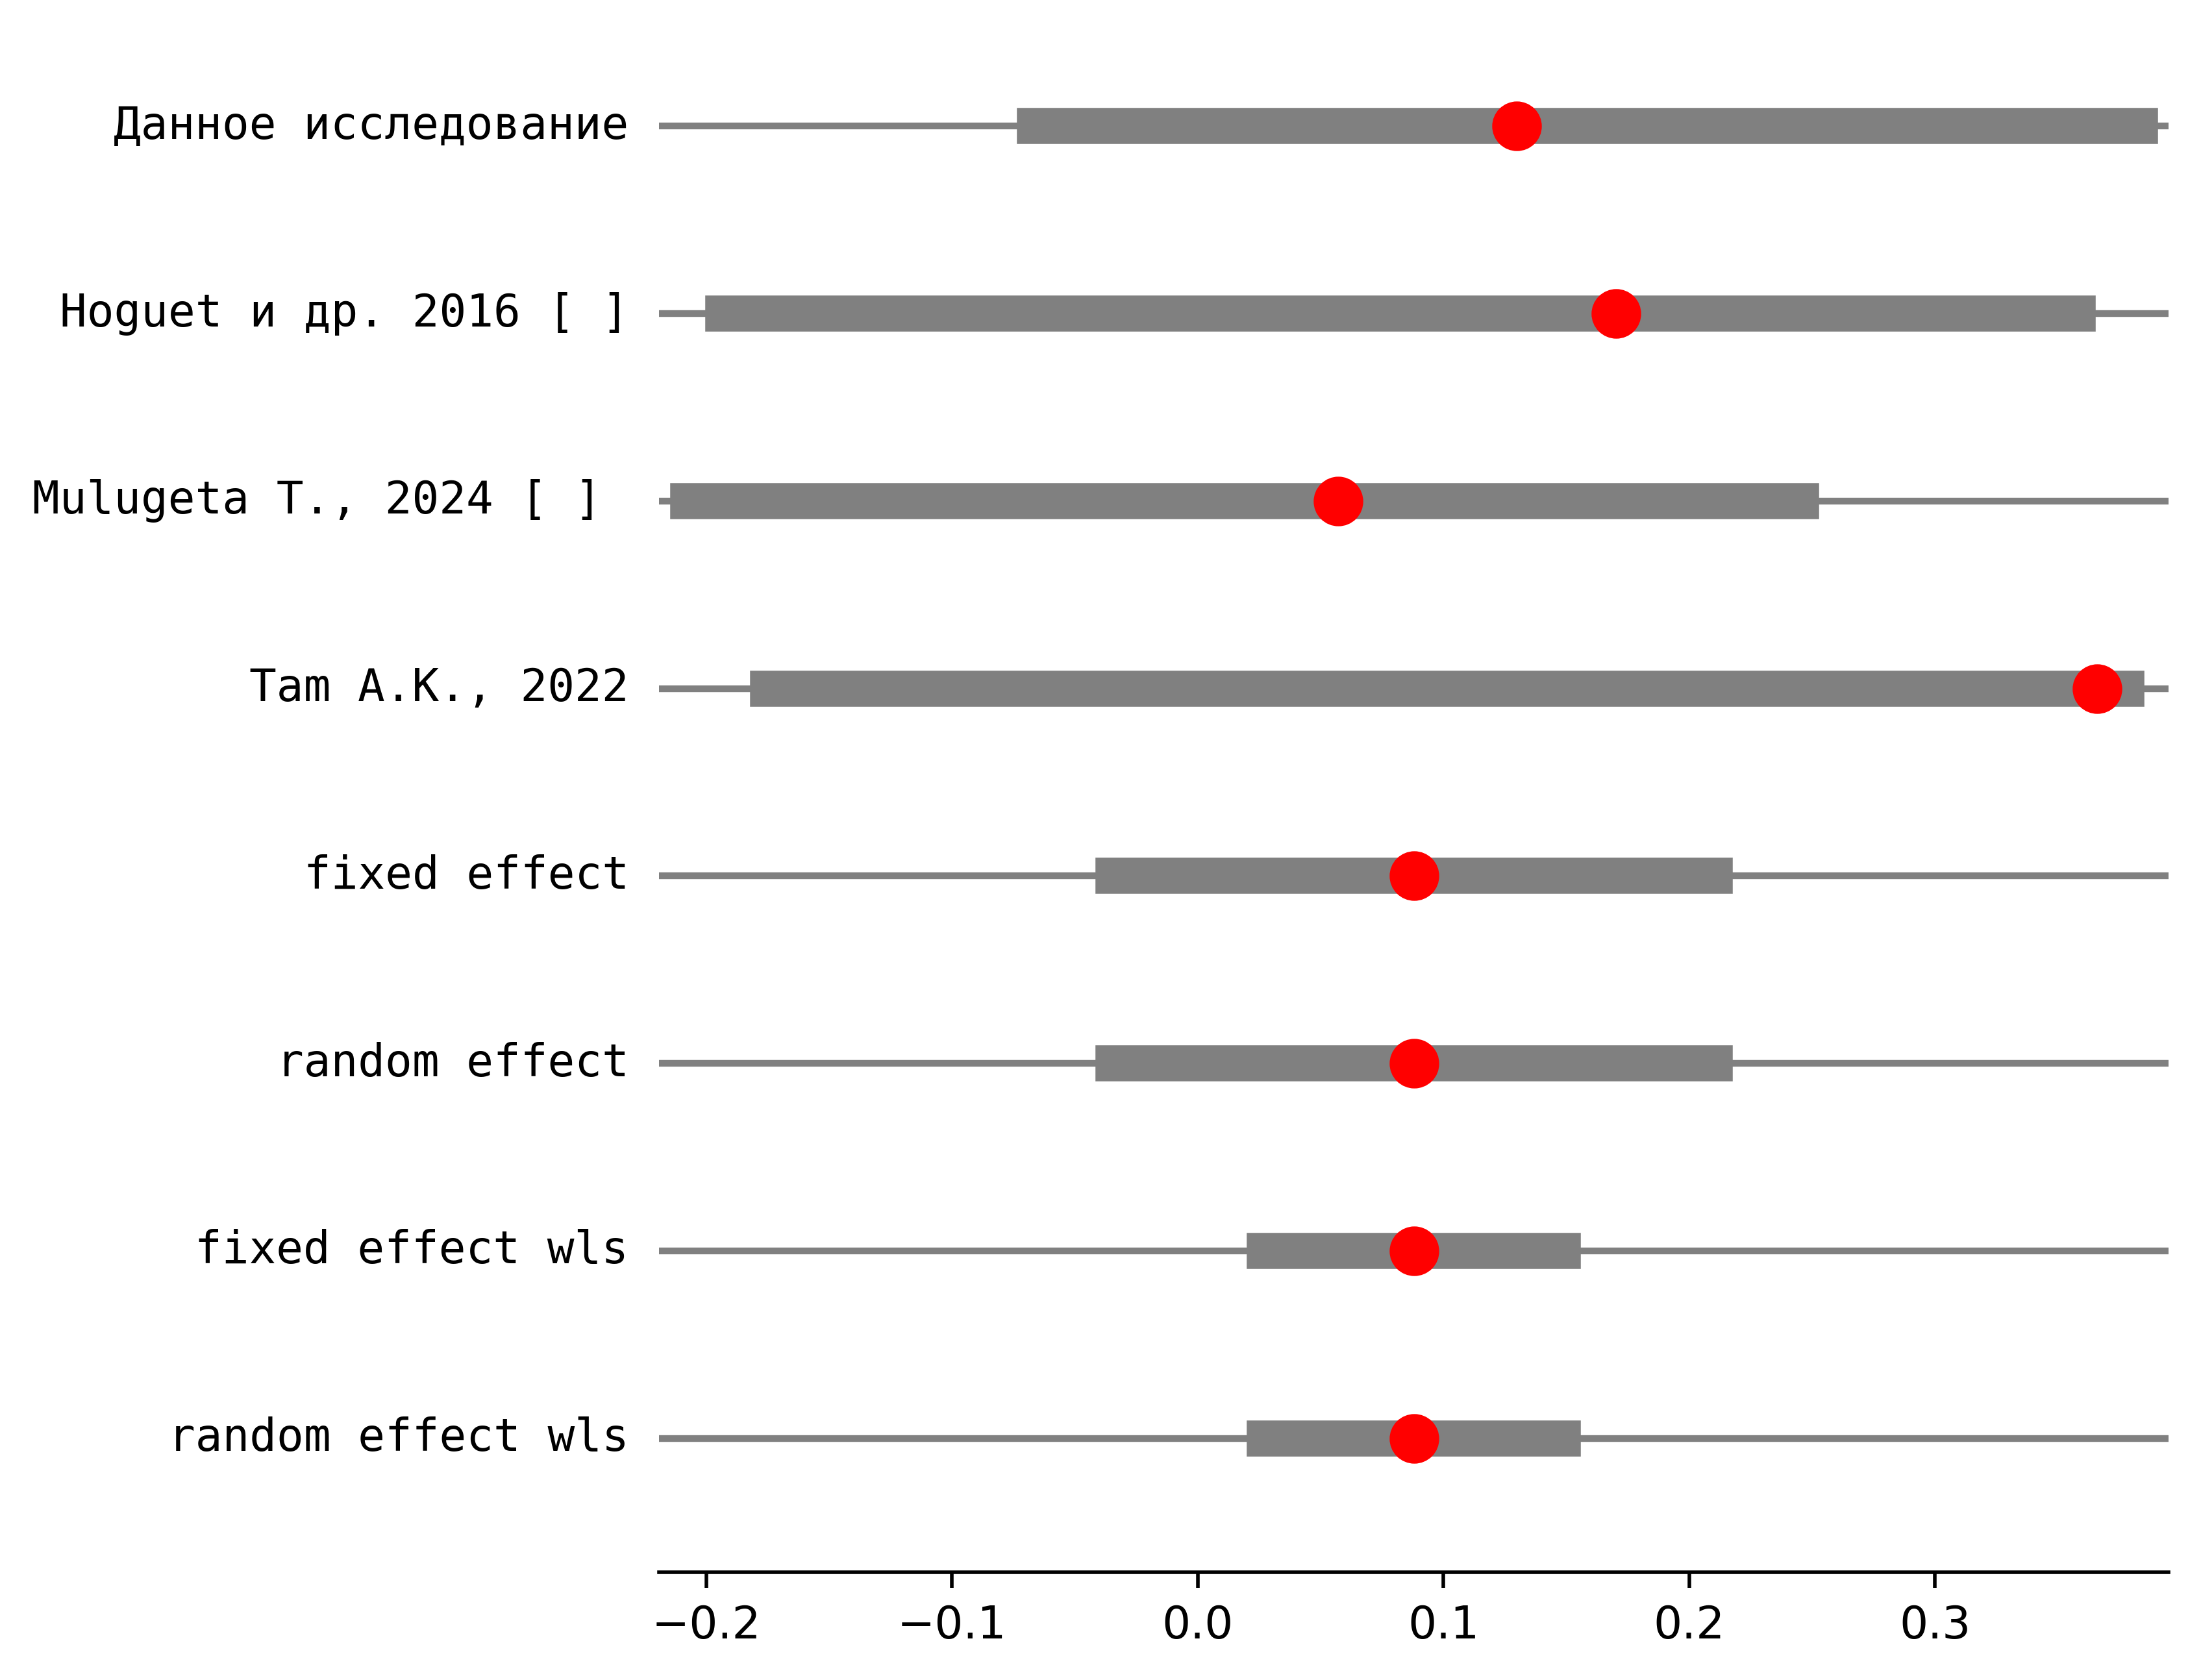 Данное исследование
Hoguet и др. 2016 [ ]
Mulugeta T., 2024 [ ]
Tam A.K., 2022
fixed effect
random effect
fixed effect wls
random effect wls
−0.2 −0.1 0.0 0.1 0.2 0.3